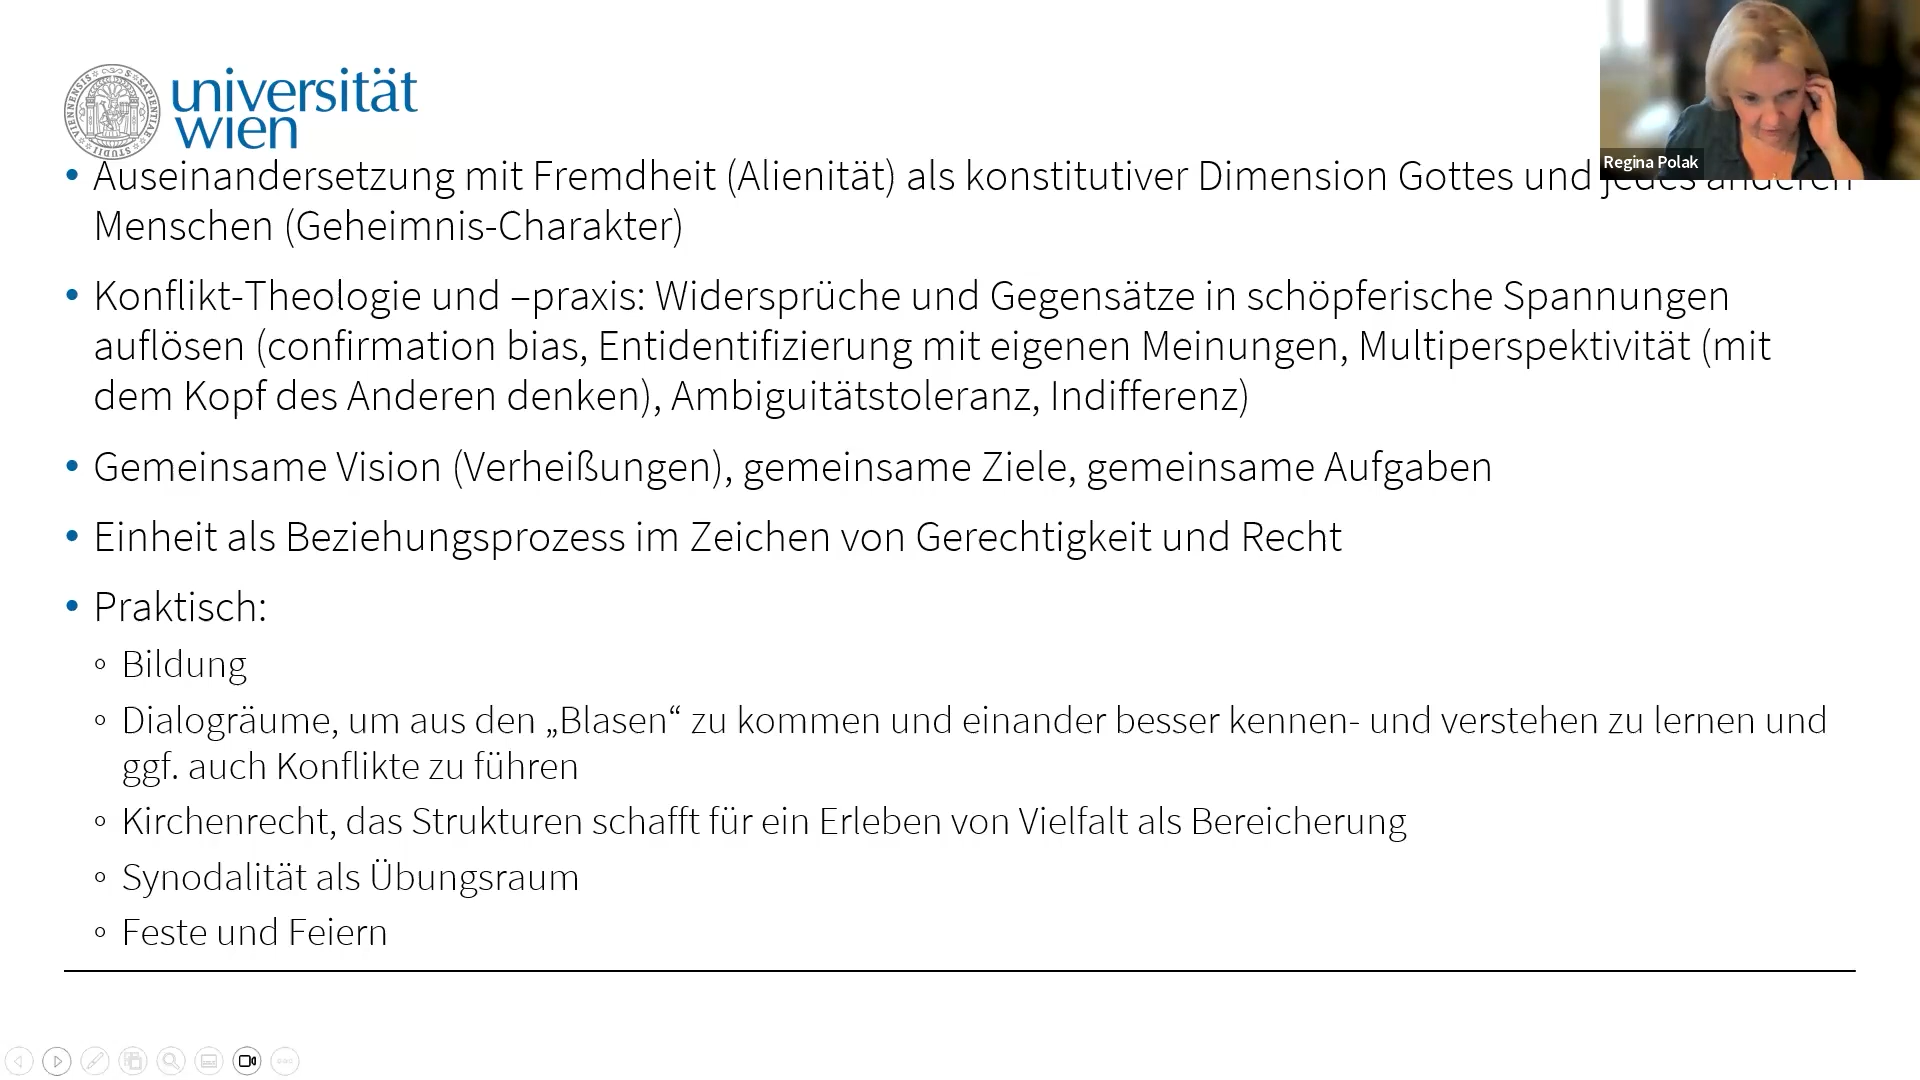 universität
wien
Regina Polak
• Auseinandersetzung mit Fremdheit (Alienität) als konstitutiver Dimension Gottes und jedes anderen
Menschen (Geheimnis-Charakter)
• Konflikt-Theologie und –praxis: Widersprüche und Gegensätze in schöpferische Spannungen
auflösen (confirmation bias, Entidentifizierung mit eigenen Meinungen, Multiperspektivität (mit
dem Kopf des Anderen denken), Ambiguitätstoleranz, Indifferenz)
• Gemeinsame Vision (Verheißungen), gemeinsame Ziele, gemeinsame Aufgaben
• Einheit als Beziehungsprozess im Zeichen von Gerechtigkeit und Recht
• Praktisch:
◦ Bildung
◦ Dialogräume, um aus den „Blasen“ zu kommen und einander besser kennen- und verstehen zu lernen und
ggf. auch Konflikte zu führen
◦ Kirchenrecht, das Strukturen schafft für ein Erleben von Vielfalt als Bereicherung
◦ Synodalität als Übungsraum
◦ Feste und Feiern